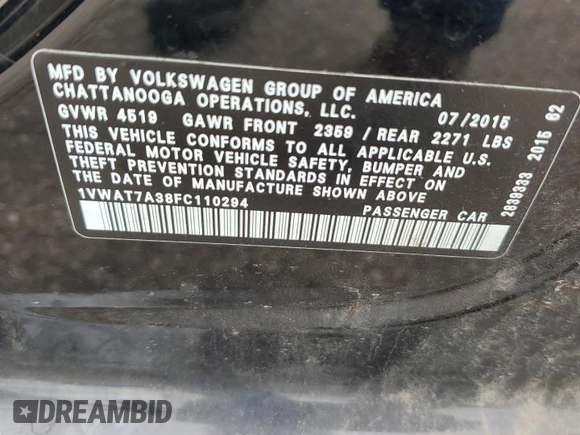 MFD BY VOLKSWAGEN GROUP OF AMERICA
CHATTANOOGA OPERATIONS, LLC. 07/2015
GVWR 4519 GAWR FRONT 2359 / REAR 2271 LBS
THIS VEHICLE CONFORMS TO ALL APPLICABLE U.S.
FEDERAL MOTOR VEHICLE SAFETY, BUMPER AND
THEFT PREVENTION STANDARDS IN EFFECT ON
THE DATE OF MANUFACTURE SHOWN ABOVE
1VWAT7A38FC110294 PASSENGER CAR
2838333 2015 62
DREAMBID